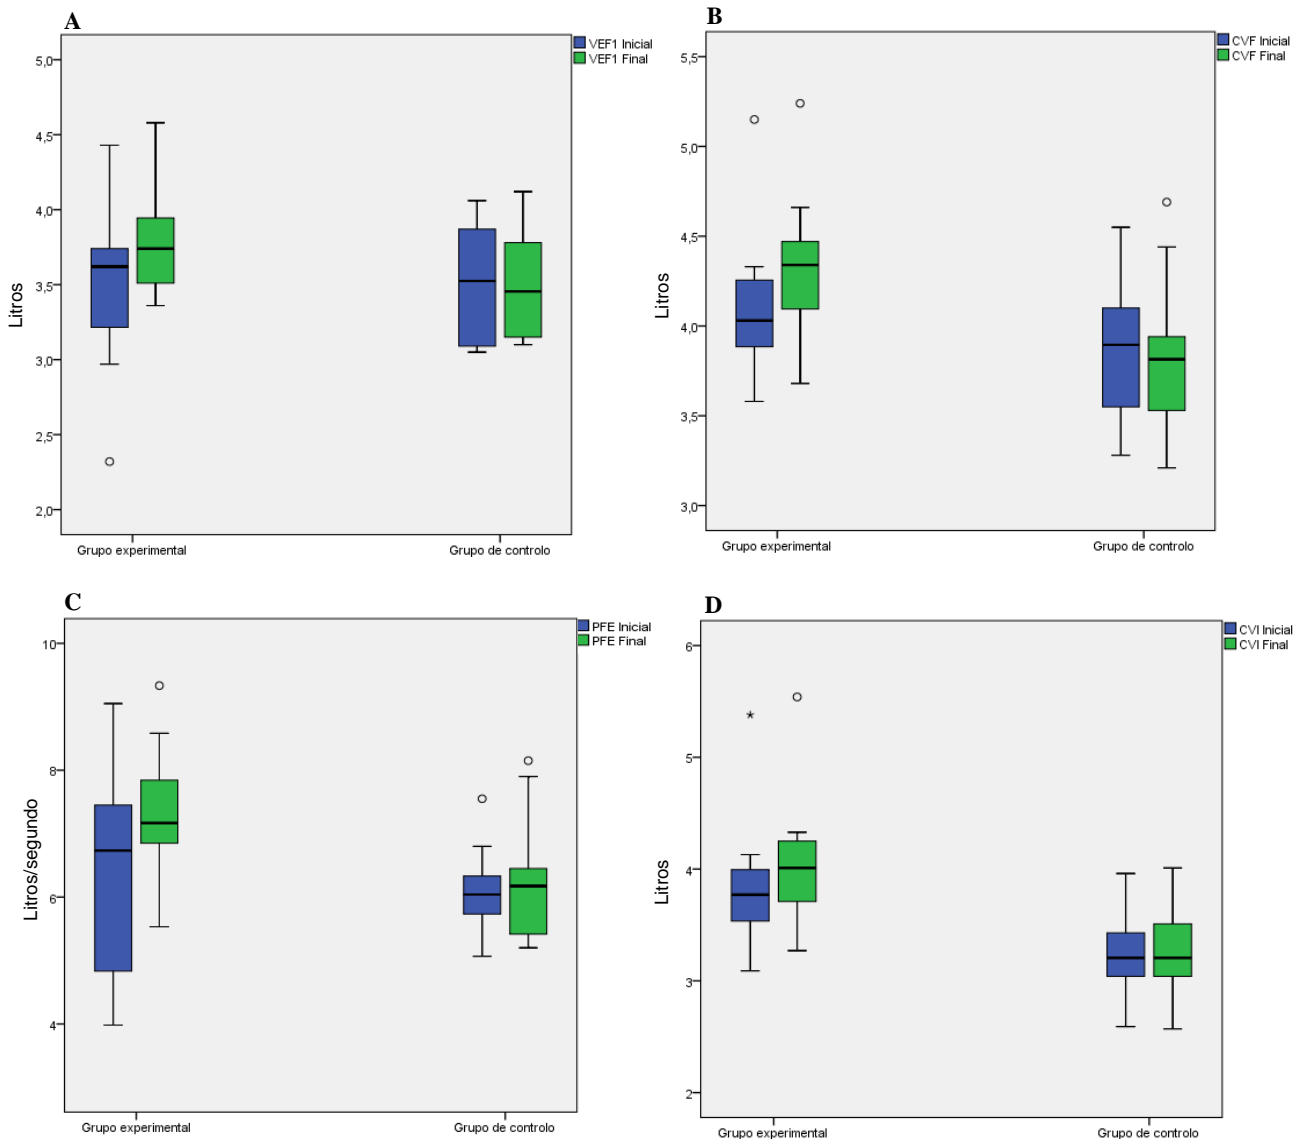 A
VEF1 Inicial
VEF1 Final
5,0
4,5
4,0
3,5
3,0
2,5
2,0
Litros
Grupo experimental
Grupo de controlo
B
CVF Inicial
CVF Final
5,5
5,0
4,5
4,0
3,5
3,0
Litros
Grupo experimental
Grupo de controlo
C
PFE Inicial
PFE Final
10
8
6
4
Litros/segundo
Grupo experimental
Grupo de controlo
D
CVI Inicial
CVI Final
6
5
4
3
2
Litros
Grupo experimental
Grupo de controlo